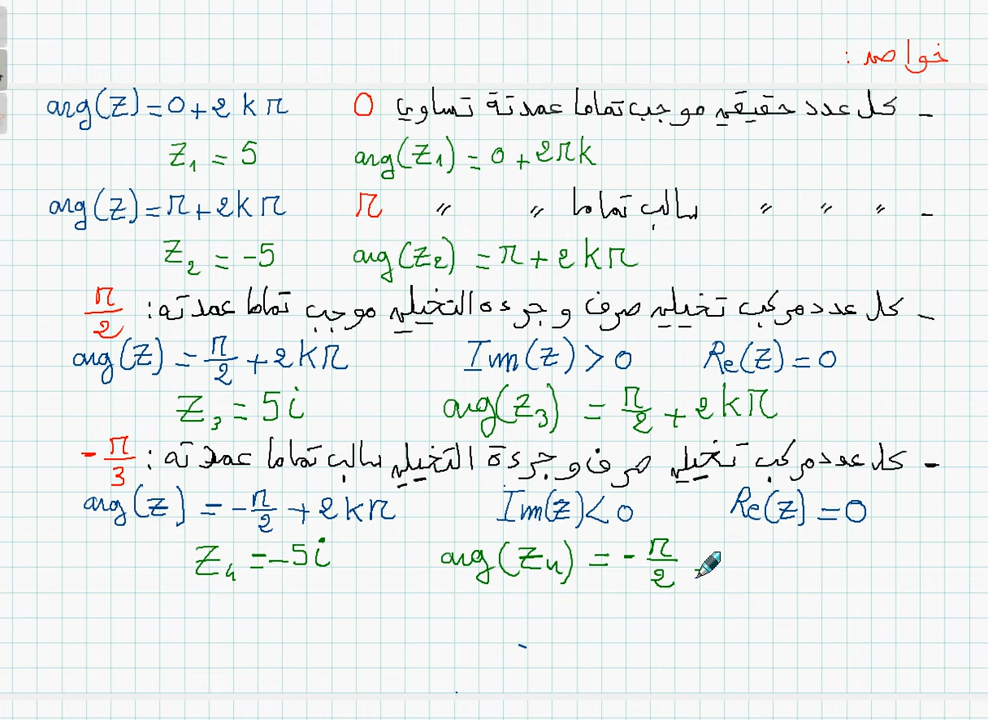 خواص :
- كل عدد حقيقي موجب تماما عمدته تساوي 0 arg(z)=0+2kπ
z₁ = 5 arg(z₁)=0+2πk
- " " " سالب تماما " " π arg(z)=π+2kπ
z₂ = -5 arg(z₂) = π+2kπ
- كل عدد مركب تخيلي صرف و جزءه التخيلي موجب تماما عمدته : π/2
arg(z) = π/2 + 2kπ Im(z) > 0 Re(z) = 0
z₃ = 5i arg(z₃) = π/2 + 2kπ
- كل عدد مركب تخيلي صرف و جزءه التخيلي سالب تماما عمدته : -π/3
arg(z) = -π/2 + 2kπ Im(z) < 0 Re(z) = 0
z₄ = -5i arg(z₄) = -π/2